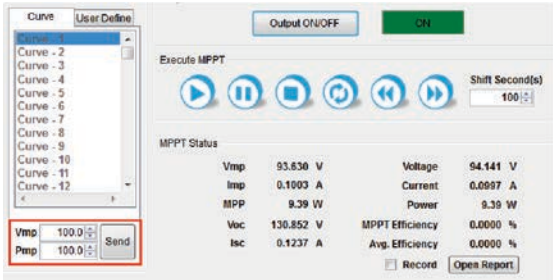 Curve User Define
Curve - 1
Curve - 2
Curve - 3
Curve - 4
Curve - 5
Curve - 6
Curve - 7
Curve - 8
Curve - 9
Curve - 10
Curve - 11
Curve - 12
Vmp 100.0
Pmp 100.0
Send
Output ON/OFF ON
Execute MPPT
Shift Second(s)
100
MPPT Status
Vmp 93.630 V Voltage 94.141 V
Imp 0.1003 A Current 0.0997 A
MPP 9.39 W Power 9.39 W
Voc 130.852 V MPPT Efficiency 0.0000 %
Isc 0.1237 A Avg. Efficiency 0.0000 %
Record Open Report